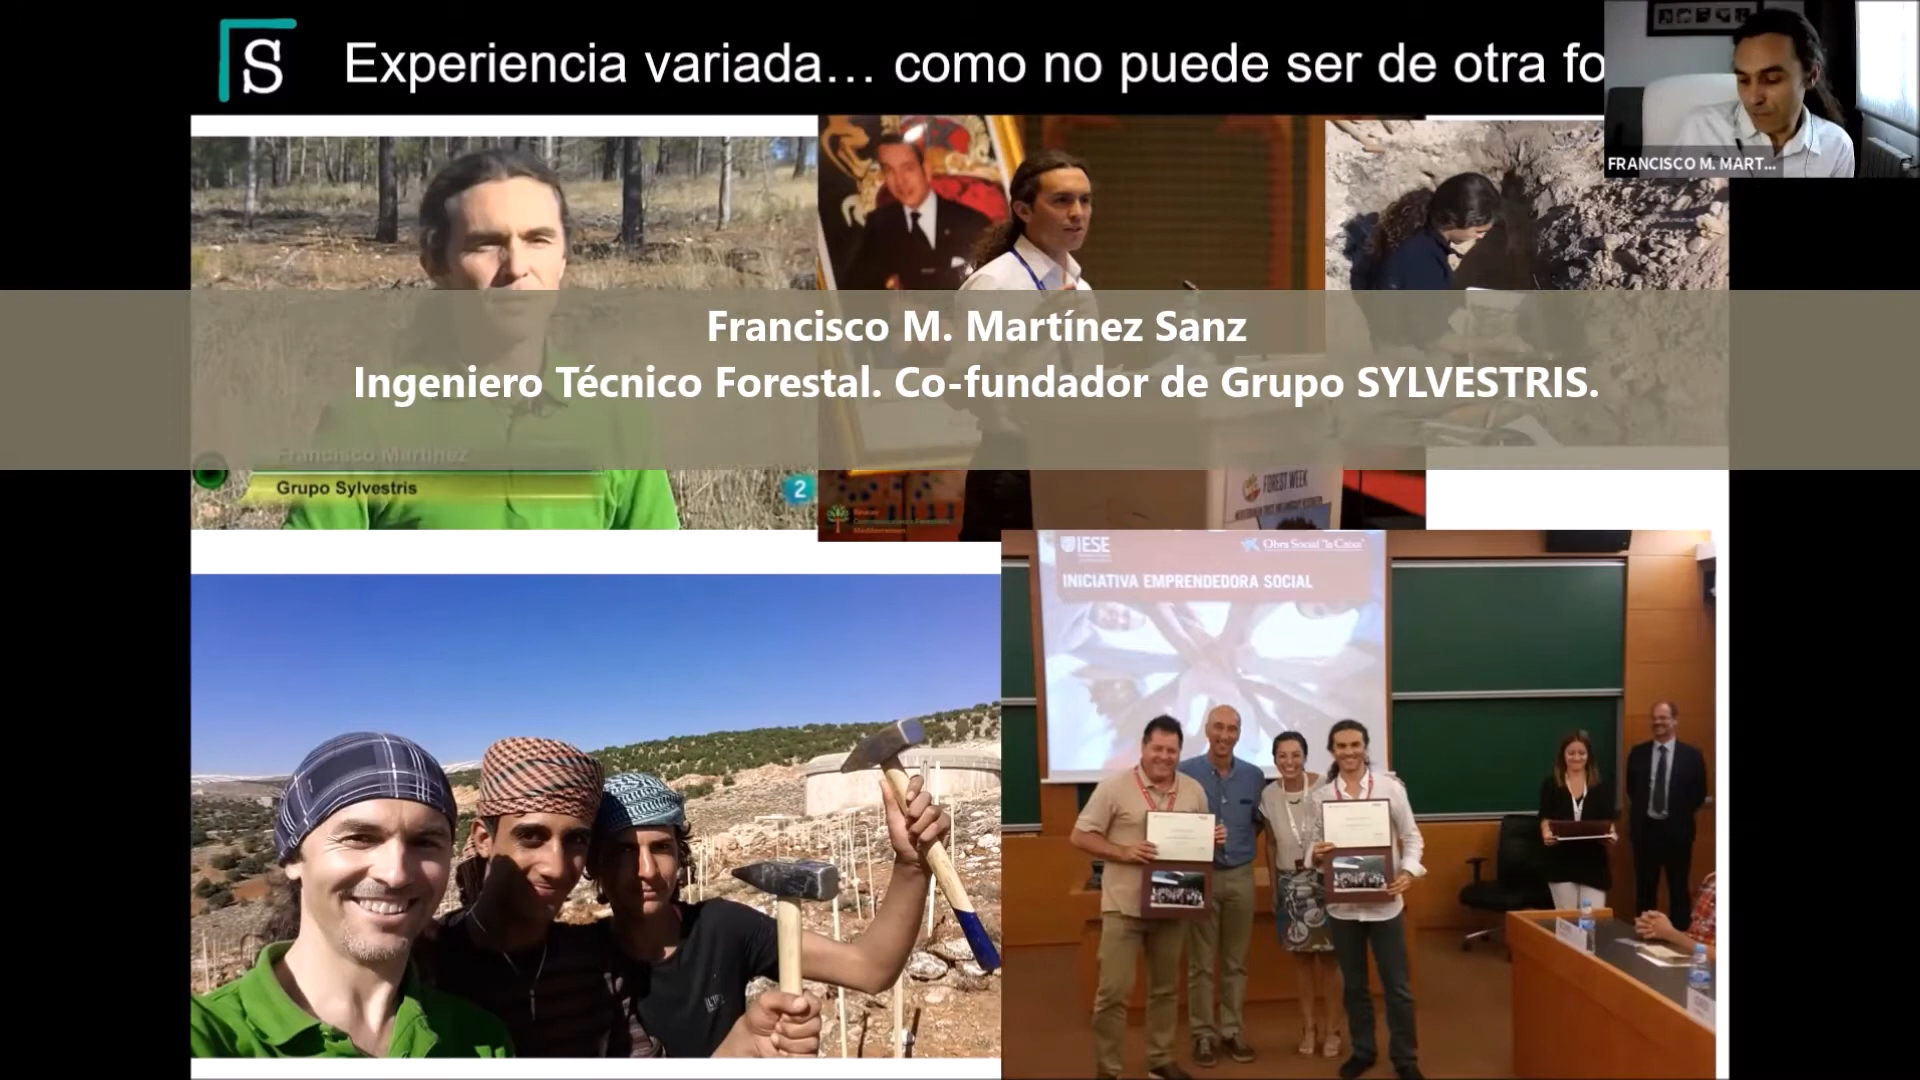 S
Experiencia variada… como no puede ser de otra fo
FRANCISCO M. MART...
Francisco M. Martínez Sanz
Ingeniero Técnico Forestal. Co-fundador de Grupo SYLVESTRIS.
Francisco Martínez
Grupo Sylvestris
2
FOREST WEEK
IESE
Obra Social "la Caixa"
INICIATIVA EMPRENDEDORA SOCIAL